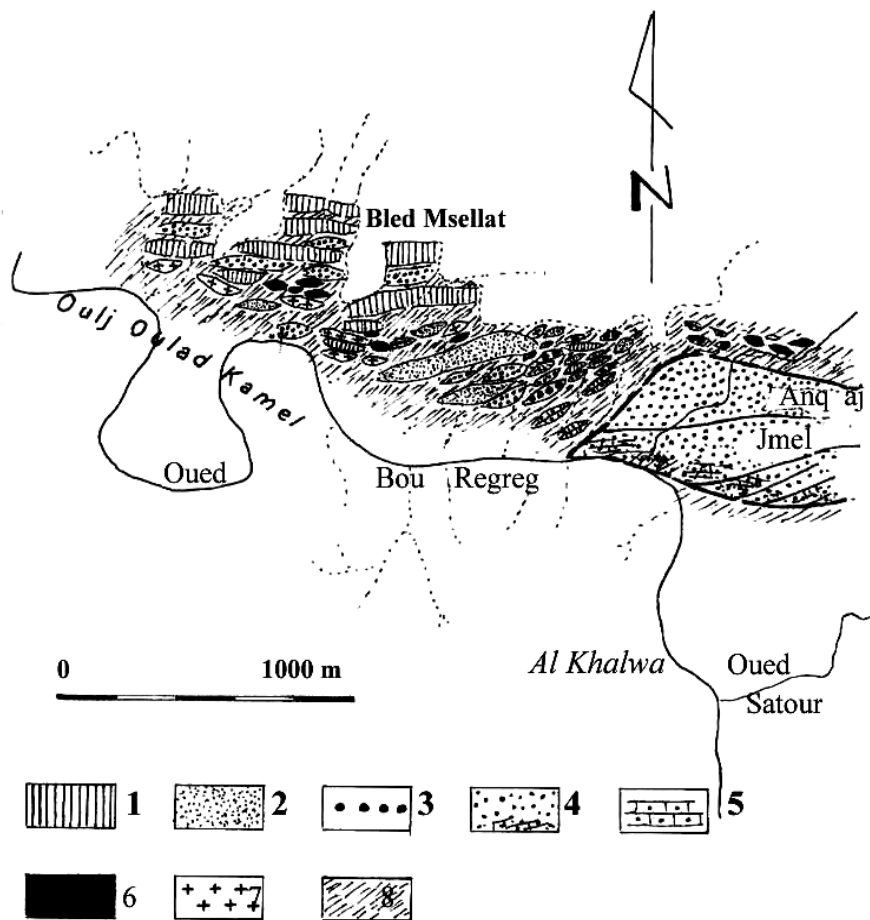 N
Bled Msellat
Oulj Oulad Kamel
Anq aj
Jmel
Oued
Bou Regreg
Al Khalwa
Oued
Satour
0 1000 m
1 2 3 4 5
6 7 8